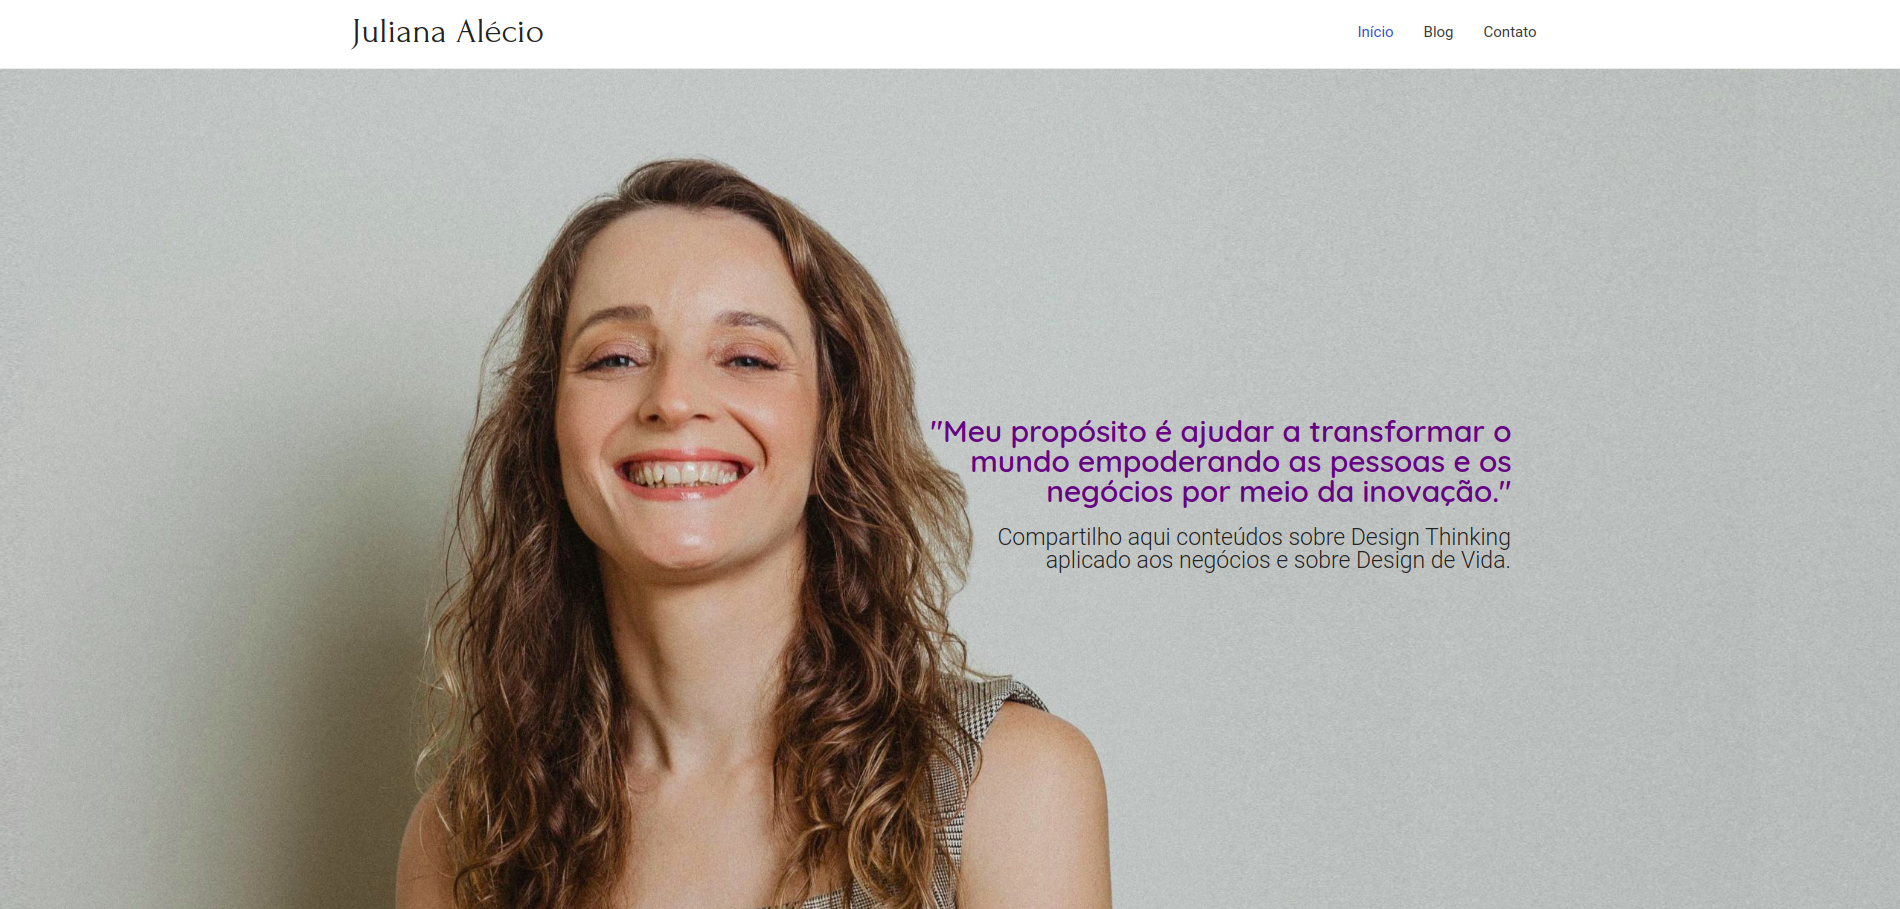 Juliana Alécio
Início Blog Contato
"Meu propósito é ajudar a transformar o
mundo empoderando as pessoas e os
negócios por meio da inovação."
Compartilho aqui conteúdos sobre Design Thinking
aplicado aos negócios e sobre Design de Vida.